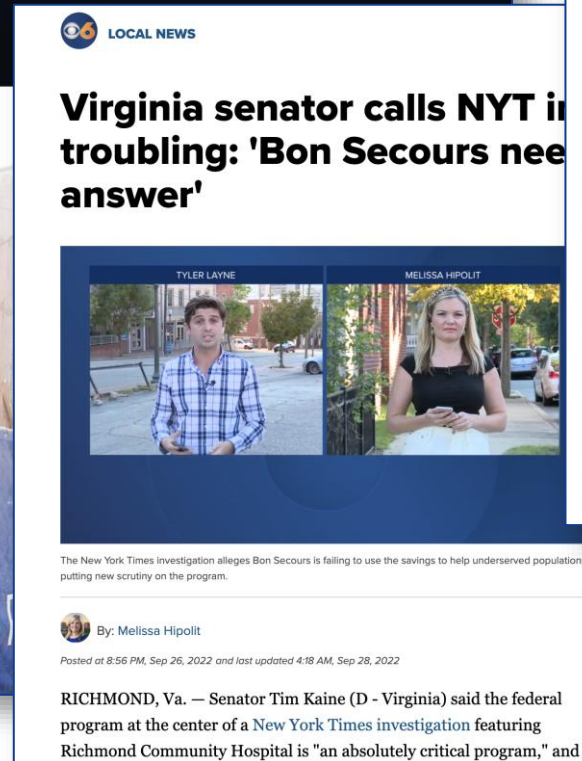 6 LOCAL NEWS
Virginia senator calls NYT
troubling: 'Bon Secours nee
answer'
TYLER LAYNE
MELISSA HIPOLIT
The New York Times investigation alleges Bon Secours is failing to use the savings to help underserved population
putting new scrutiny on the program.
By: Melissa Hipolit
Posted at 8:56 PM, Sep 26, 2022 and last updated 4:18 AM, Sep 28, 2022
RICHMOND, Va. — Senator Tim Kaine (D - Virginia) said the federal
program at the center of a New York Times investigation featuring
Richmond Community Hospital is "an absolutely critical program," and